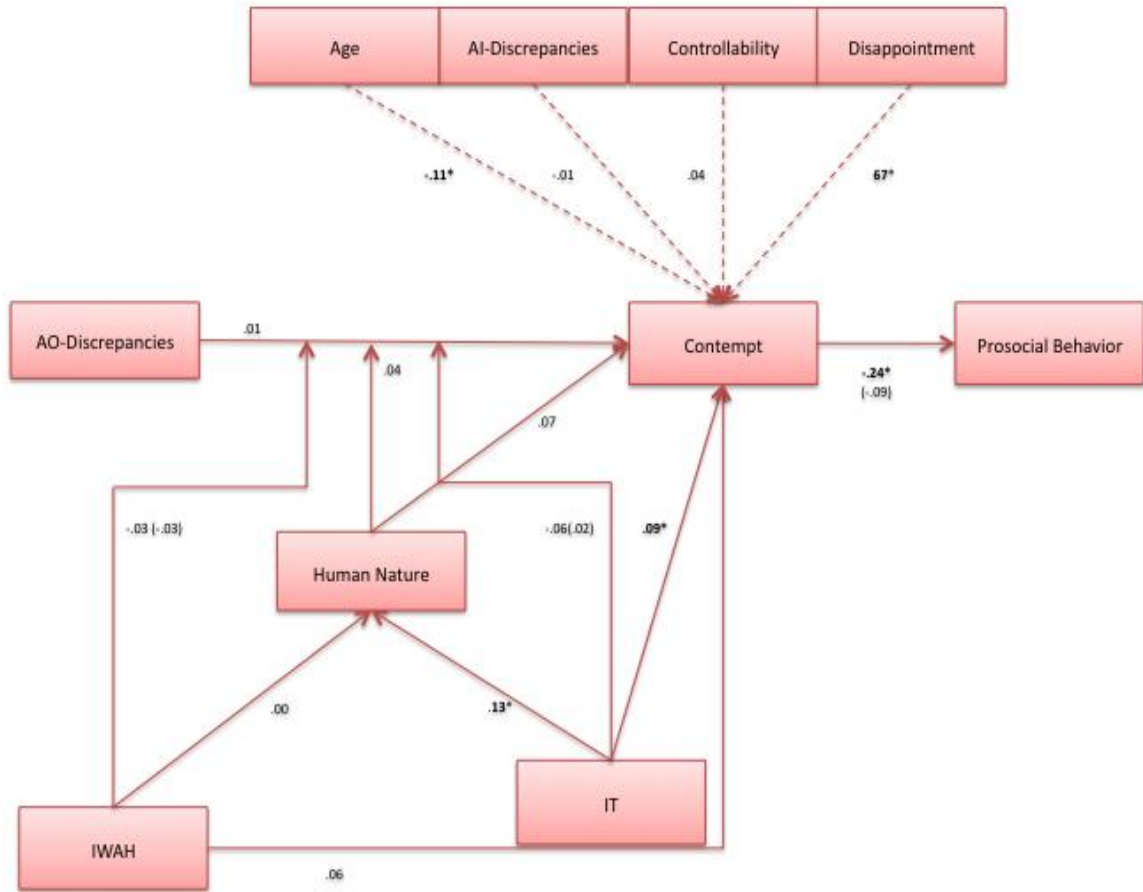 Age
AI-Discrepancies
Controllability
Disappointment
-.11*
-.01
.04
67*
AO-Discrepancies
.01
Contempt
Prosocial Behavior
.04
-.24*
(-.09)
.07
-.03 (-.03)
-.06(.02)
.09*
Human Nature
.00
.13*
IT
IWAH
.06